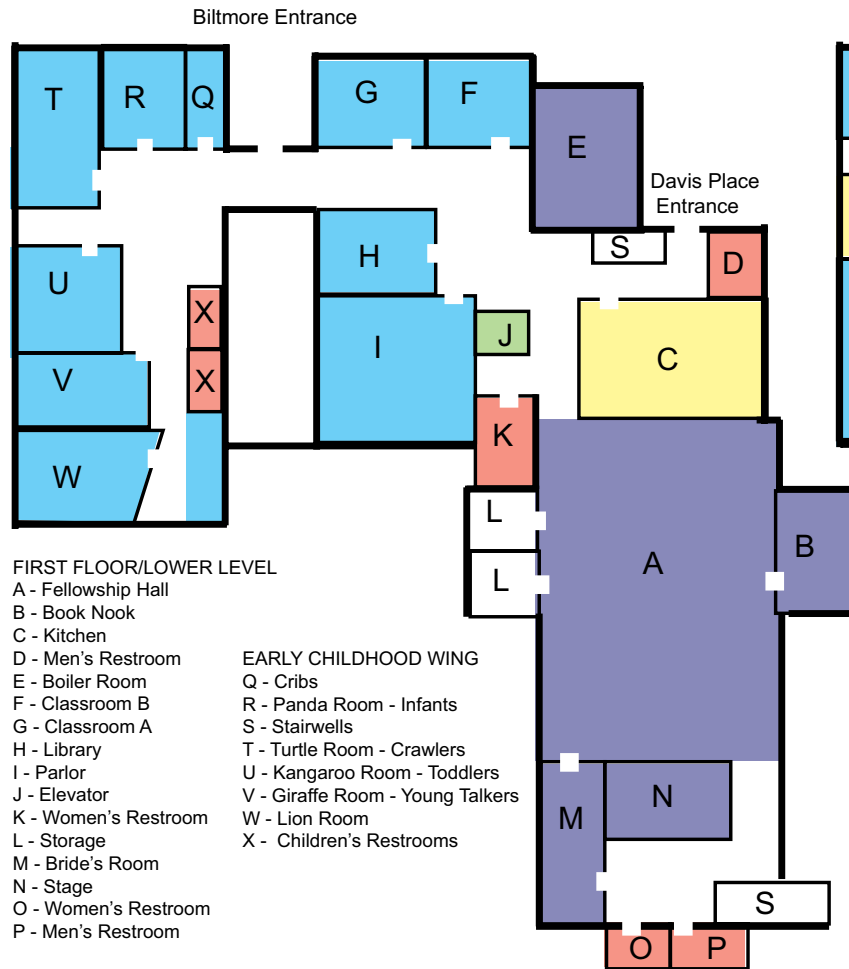 Biltmore Entrance
T
R
Q
G
F
E
Davis Place
Entrance
S
D
H
U
X
I
J
C
V
X
K
W
L
A
B
L
FIRST FLOOR/LOWER LEVEL
A - Fellowship Hall
B - Book Nook
C - Kitchen
D - Men's Restroom
E - Boiler Room
F - Classroom B
G - Classroom A
H - Library
I - Parlor
J - Elevator
K - Women's Restroom
L - Storage
M - Bride's Room
N - Stage
O - Women's Restroom
P - Men's Restroom
EARLY CHILDHOOD WING
Q - Cribs
R - Panda Room - Infants
S - Stairwells
T - Turtle Room - Crawlers
U - Kangaroo Room - Toddlers
V - Giraffe Room - Young Talkers
W - Lion Room
X - Children's Restrooms
M
N
S
O
P